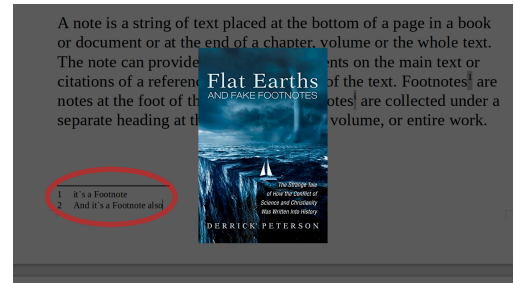 A note is a string of text placed at the bottom of a page in a book
or document or at the end of a chapter, volume or the whole text.
The note can provide ents on the main text or
citations of a referenc of the text. Footnotes are
notes at the foot of th otes are collected under a
separate heading at th volume, or entire work.
Flat Earths
AND FAKE FOOTNOTES
The Strange Tale
of How the Conflict of
Science and Christianity
Was Written Into History
DERRICK PETERSON
1 it`s a Footnote
2 And it`s a Footnote also